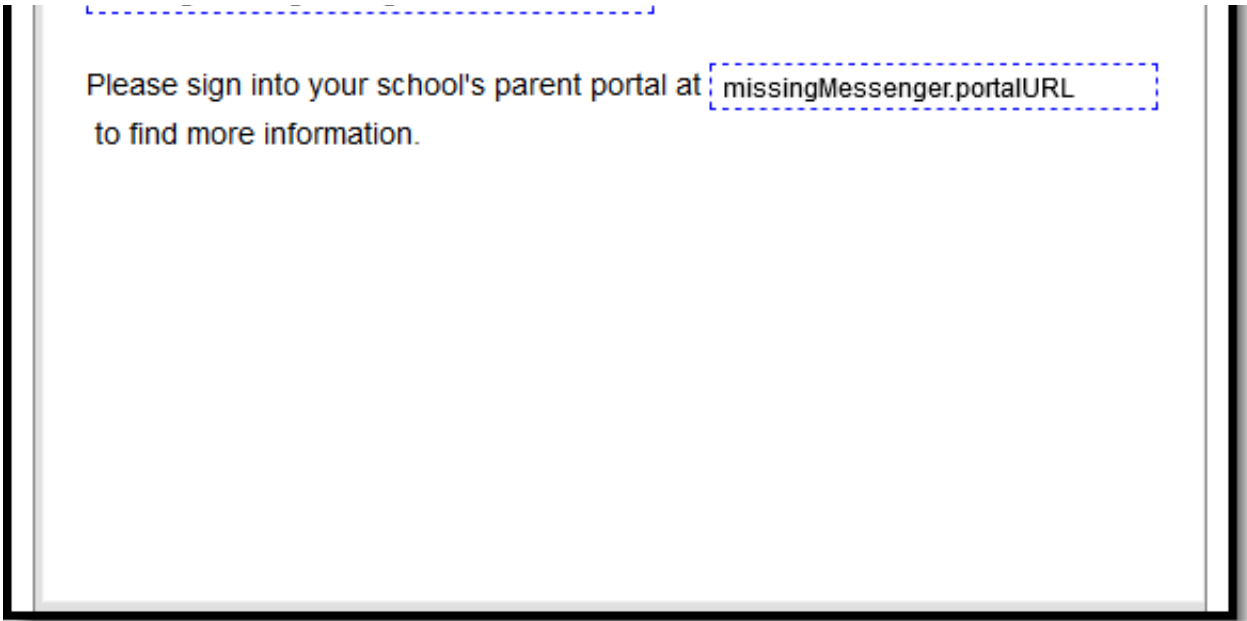 Please sign into your school's parent portal at missingMessenger.portalURL
to find more information.